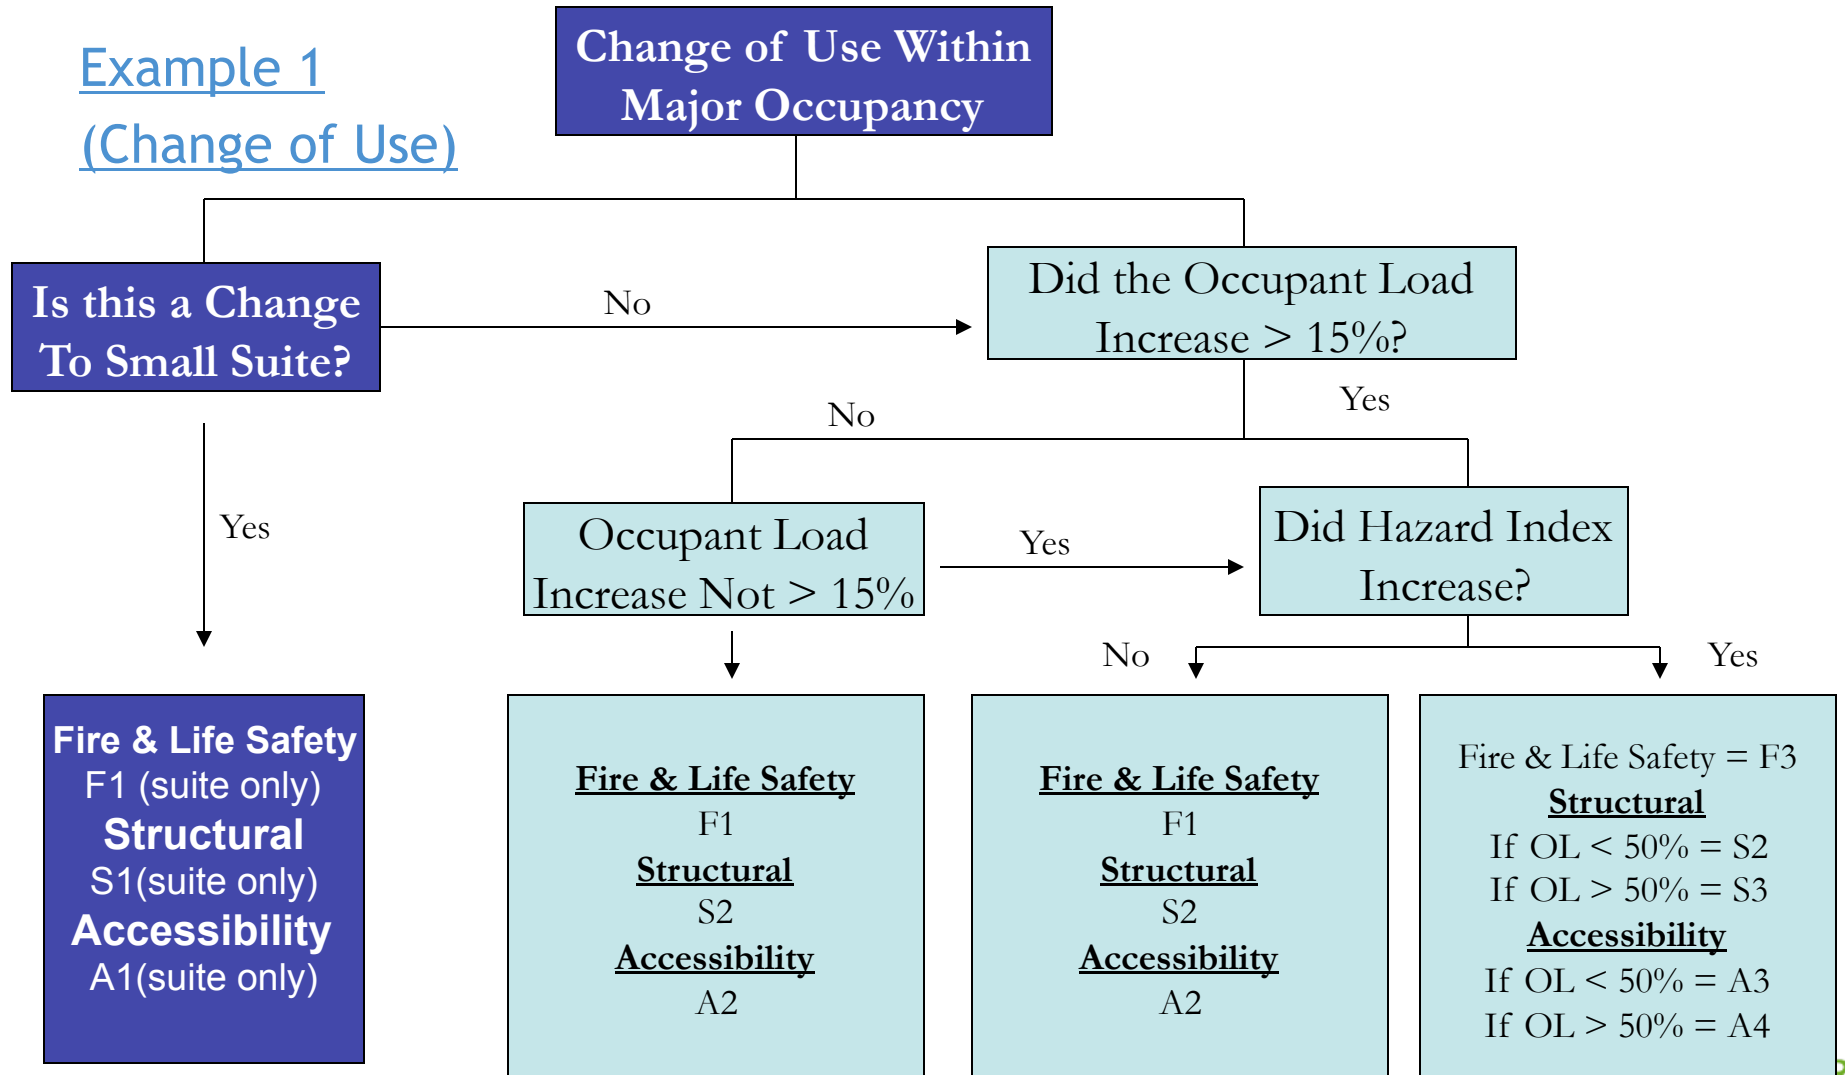 Example 1
(Change of Use)
Change of Use Within
Major Occupancy
Is this a Change
To Small Suite?
No
Did the Occupant Load
Increase > 15%?
No
Yes
Yes
Occupant Load
Increase Not > 15%
Yes
Did Hazard Index
Increase?
No
Yes
Fire & Life Safety
F1 (suite only)
Structural
S1(suite only)
Accessibility
A1(suite only)
Fire & Life Safety
F1
Structural
S2
Accessibility
A2
Fire & Life Safety
F1
Structural
S2
Accessibility
A2
Fire & Life Safety = F3
Structural
If OL < 50% = S2
If OL > 50% = S3
Accessibility
If OL < 50% = A3
If OL > 50% = A4